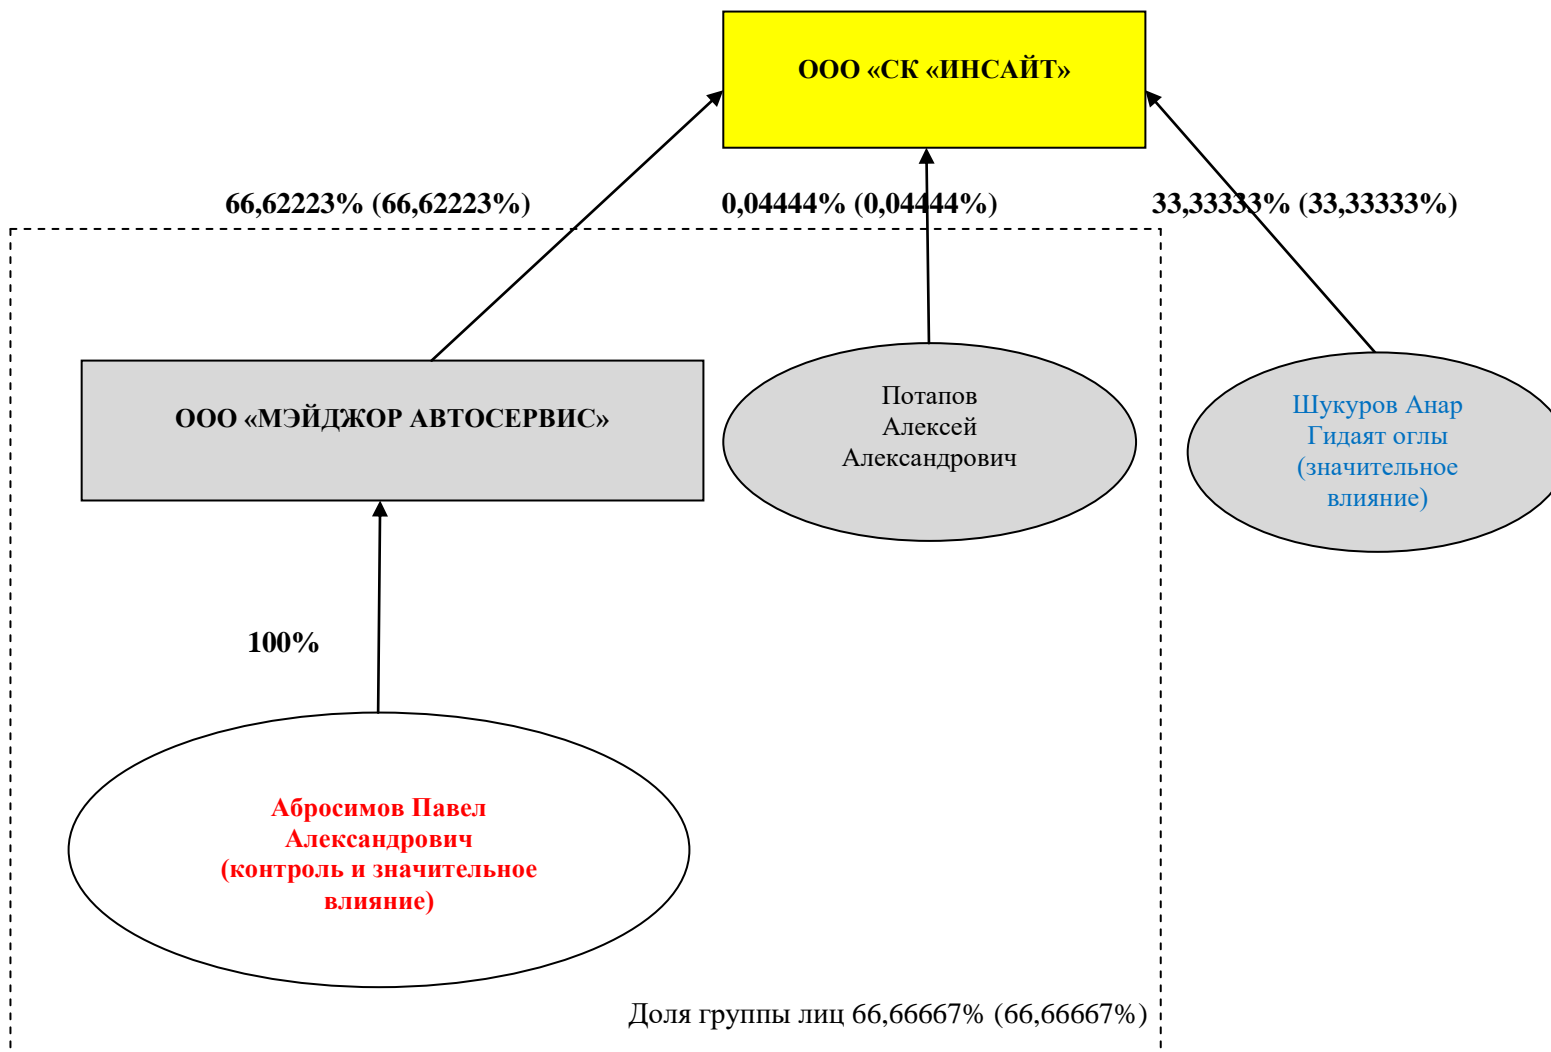 ООО «СК «ИНСАЙТ»
66,62223% (66,62223%)
0,04444% (0,04444%)
33,33333% (33,33333%)
ООО «МЭЙДЖОР АВТОСЕРВИС»
Потапов
Алексей
Александрович
Шукуров Анар
Гидаят оглы
(значительное
влияние)
100%
Абросимов Павел
Александрович
(контроль и значительное
влияние)
Доля группы лиц 66,66667% (66,66667%)